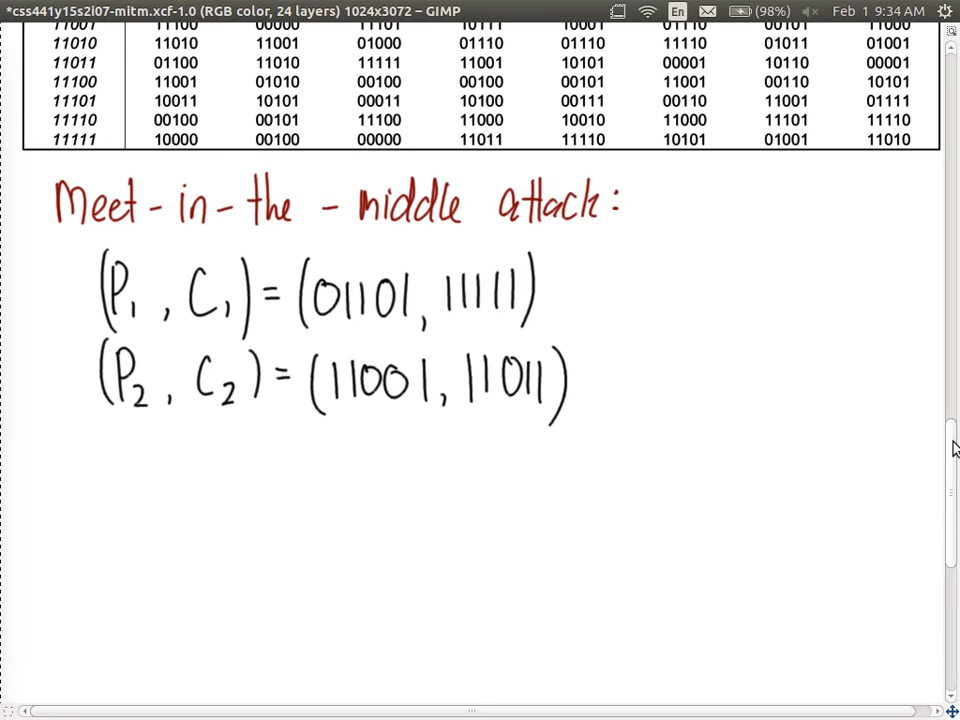 *css441y15s2i07-mitm.xcf-1.0 (RGB color, 24 layers) 1024x3072 – GIMP En (98%) Feb 1 9:34 AM
11010 11010 11001 01000 01110 01110 11110 01011 01001
11011 01100 11010 11111 11001 10101 00001 10110 00001
11100 11001 01010 00100 00100 00101 11001 00110 10101
11101 10011 10101 00011 10100 00111 00110 11001 01111
11110 00100 00101 11100 11000 10010 11000 11101 11110
11111 10000 00100 00000 11011 11110 10101 01001 11010
Meet-in-the-middle attack:
(P1, C1) = (01101, 11111)
(P2, C2) = (11001, 11011)